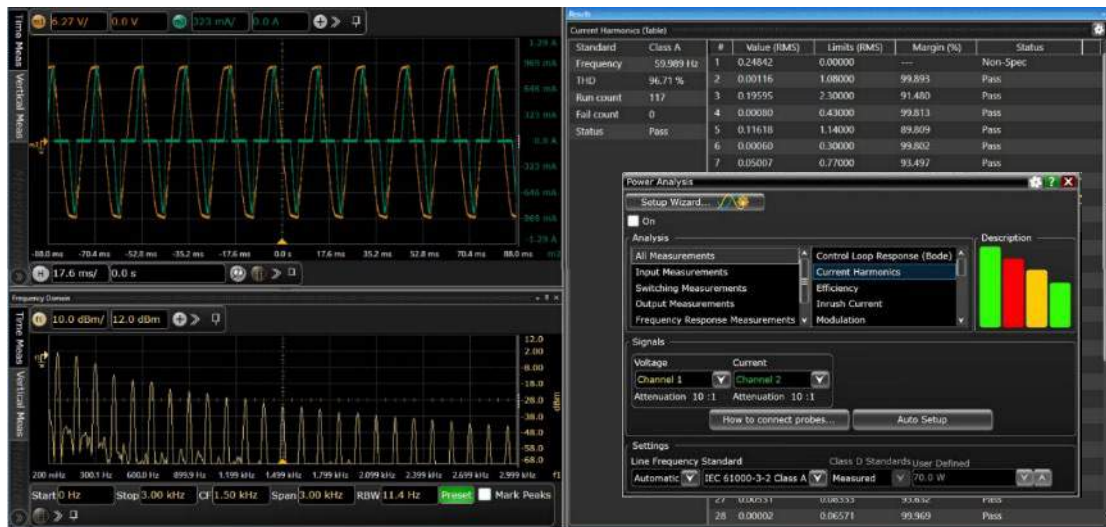 Time Meas
Vertical Meas
6.27 V/
0.0 V
323 mA/
0.0 A
1.29 A
969 mA
646 mA
323 mA
0.0 A
-323 mA
-646 mA
-969 mA
-1.29 A
-88.0 ms
-70.4 ms
-52.8 ms
-35.2 ms
-17.6 ms
0.0 s
17.6 ms
35.2 ms
52.8 ms
70.4 ms
88.0 ms
H
17.6 ms/
0.0 s
Frequency Domain
Time Meas
Vertical Meas
10.0 dBm/
12.0 dBm
12.0
2.00
-8.00
-18.0
-28.0
-38.0
-48.0
-58.0
-68.0
dBm
200 mHz
300.1 Hz
600.0 Hz
899.9 Hz
1.199 kHz
1.499 kHz
1.799 kHz
2.099 kHz
2.399 kHz
2.699 kHz
2.999 kHz
f1
Start 0 Hz
Stop 3.00 kHz
CF 1.50 kHz
Span 3.00 kHz
RBW 11.4 Hz
Preset
Mark Peaks
Results
Current Harmonics (Table)
Standard Class A
Frequency 59.989 Hz
THD 96.71 %
Run count 117
Fail count 0
Status Pass
# Value (RMS) Limits (RMS) Margin (%) Status
1 0.24842 0.00000 ---- Non-Spec
2 0.00116 1.08000 99.893 Pass
3 0.19595 2.30000 91.480 Pass
4 0.00080 0.43000 99.813 Pass
5 0.11618 1.14000 89.809 Pass
6 0.00060 0.30000 99.802 Pass
7 0.05007 0.77000 93.497 Pass
Power Analysis
Setup Wizard...
On
Analysis
All Measurements
Input Measurements
Switching Measurements
Output Measurements
Frequency Response Measurements
Control Loop Response (Bode)
Current Harmonics
Efficiency
Inrush Current
Modulation
Description
Signals
Voltage
Channel 1
Attenuation 10 :1
Current
Channel 2
Attenuation 10 :1
How to connect probes...
Auto Setup
Settings
Line Frequency
Automatic
Standard
IEC 61000-3-2 Class A
Class D Standards
Measured
User Defined
70.0 W
27 0.00531 0.08333 93.632 Pass
28 0.00002 0.06571 99.969 Pass